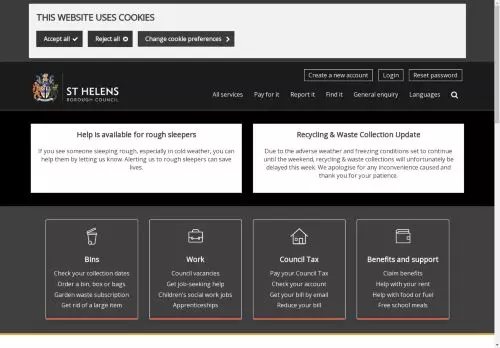 THIS WEBSITE USES COOKIES
Accept all
Reject all
Change cookie preferences
Create a new account
Login
Reset password
ST HELENS
BOROUGH COUNCIL
All services
Pay for it
Report it
Find it
General enquiry
Languages
Help is available for rough sleepers
If you see someone sleeping rough, especially in cold weather, you can
help them by letting us know. Alerting us to rough sleepers can save
lives.
Recycling & Waste Collection Update
Due to the adverse weather and freezing conditions set to continue
until the weekend, recycling & waste collections will unfortunately be
delayed this week. We apologise for any inconvenience caused and
thank you for your patience.
Bins
Check your collection dates
Order a bin, box or bags
Garden waste subscription
Get rid of a large item
Work
Council vacancies
Get job-seeking help
Children's social work jobs
Apprenticeships
Council Tax
Pay your Council Tax
Check your account
Get your bill by email
Reduce your bill
Benefits and support
Claim benefits
Help with your rent
Help with food or fuel
Free school meals